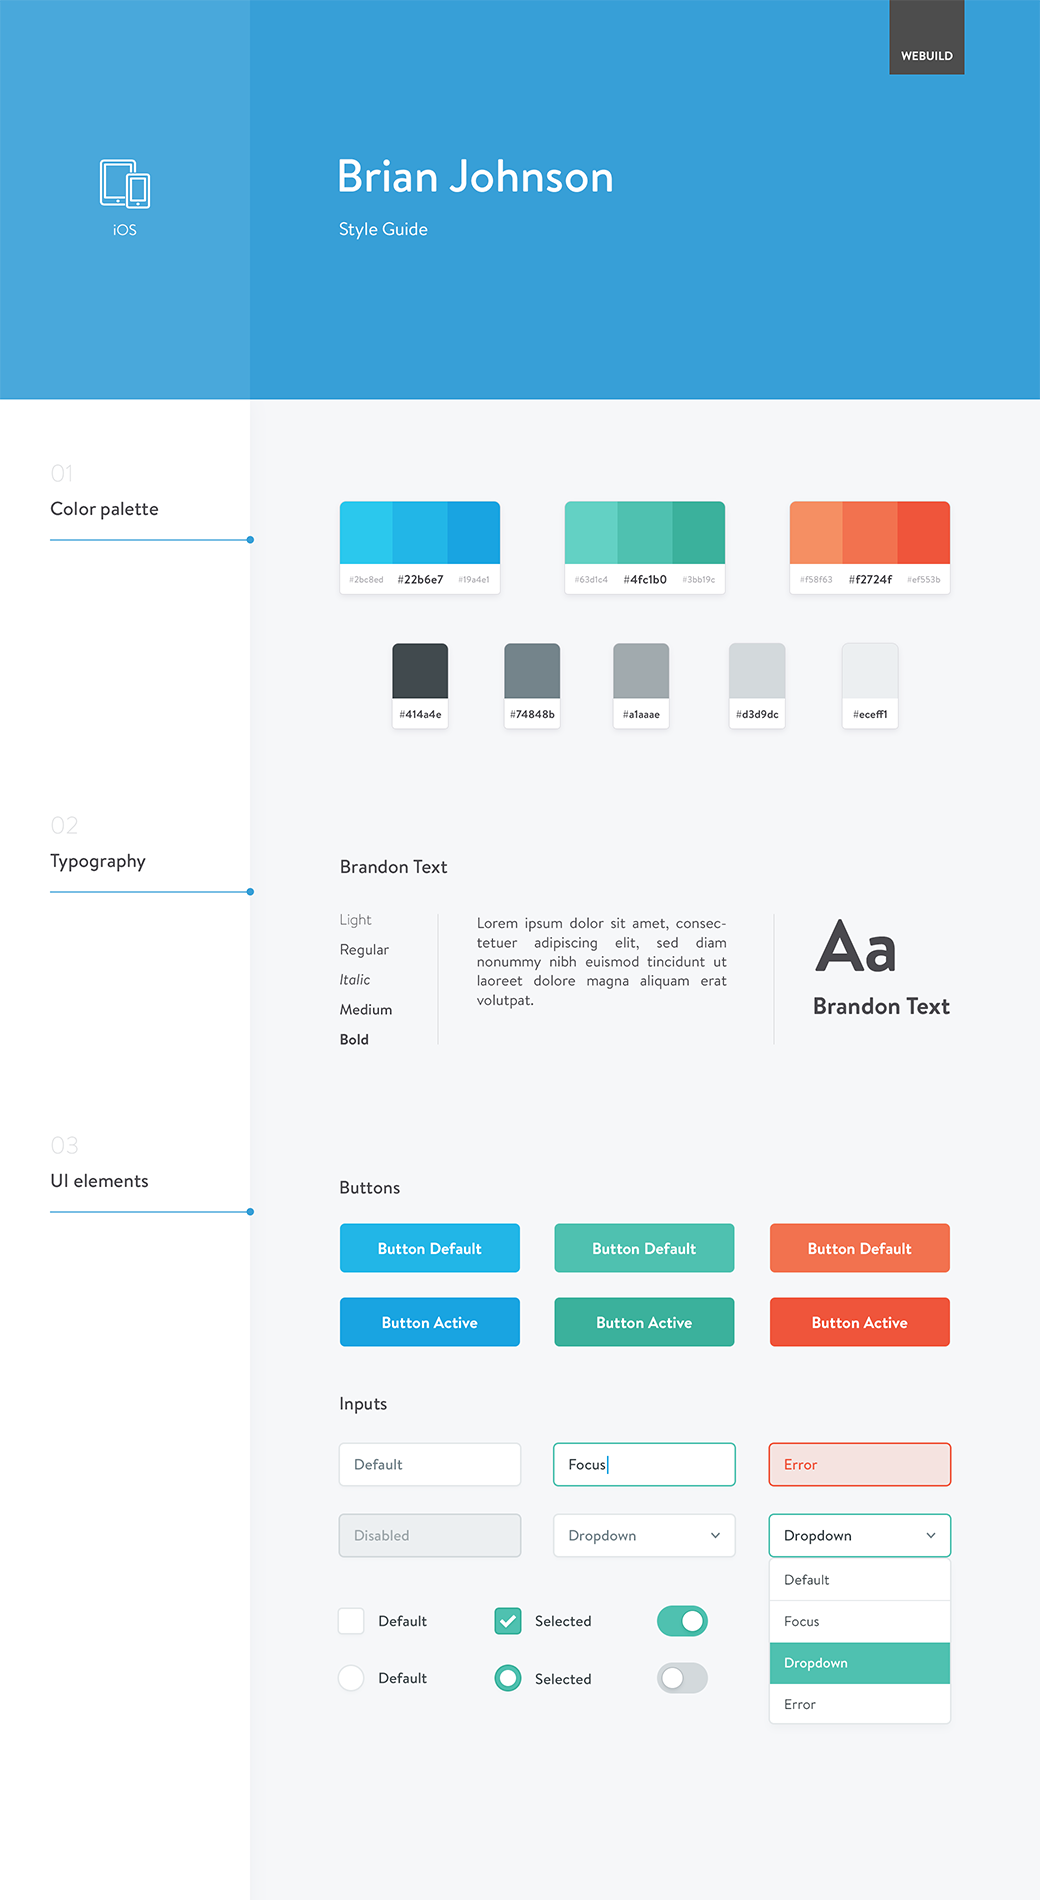 WEBUILD
iOS
Brian Johnson
Style Guide
01
Color palette
#2bc8ed #22b6e7 #19a4e1
#63d1c4 #4fc1b0 #3bb19c
#f58f63 #f2724f #ef553b
#414a4e
#74848b
#a1aaae
#d3d9dc
#eceff1
02
Typography
Brandon Text
Light
Regular
Italic
Medium
Bold
Lorem ipsum dolor sit amet, consec-
tetuer adipiscing elit, sed diam
nonummy nibh euismod tincidunt ut
laoreet dolore magna aliquam erat
volutpat.
Aa
Brandon Text
03
UI elements
Buttons
Button Default
Button Default
Button Default
Button Active
Button Active
Button Active
Inputs
Default
Focus
Error
Disabled
Dropdown
Dropdown
Default
Focus
Dropdown
Error
Default
Selected
Default
Selected